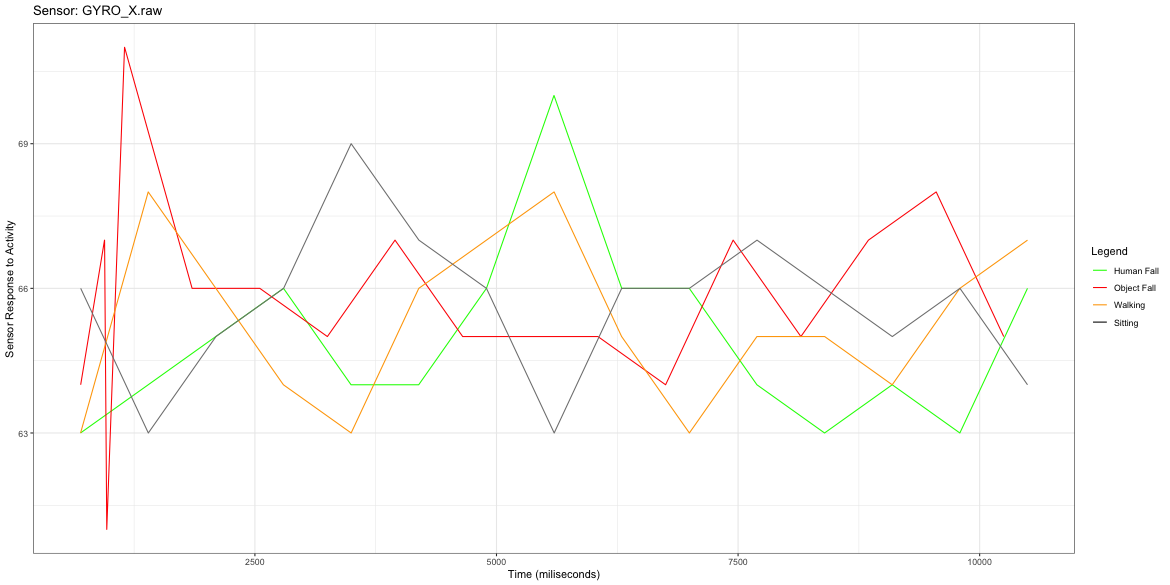 Sensor: GYRO_X.raw
Sensor Response to Activity
69
66
63
2500
5000
7500
10000
Time (miliseconds)
Legend
Human Fall
Object Fall
Walking
Sitting